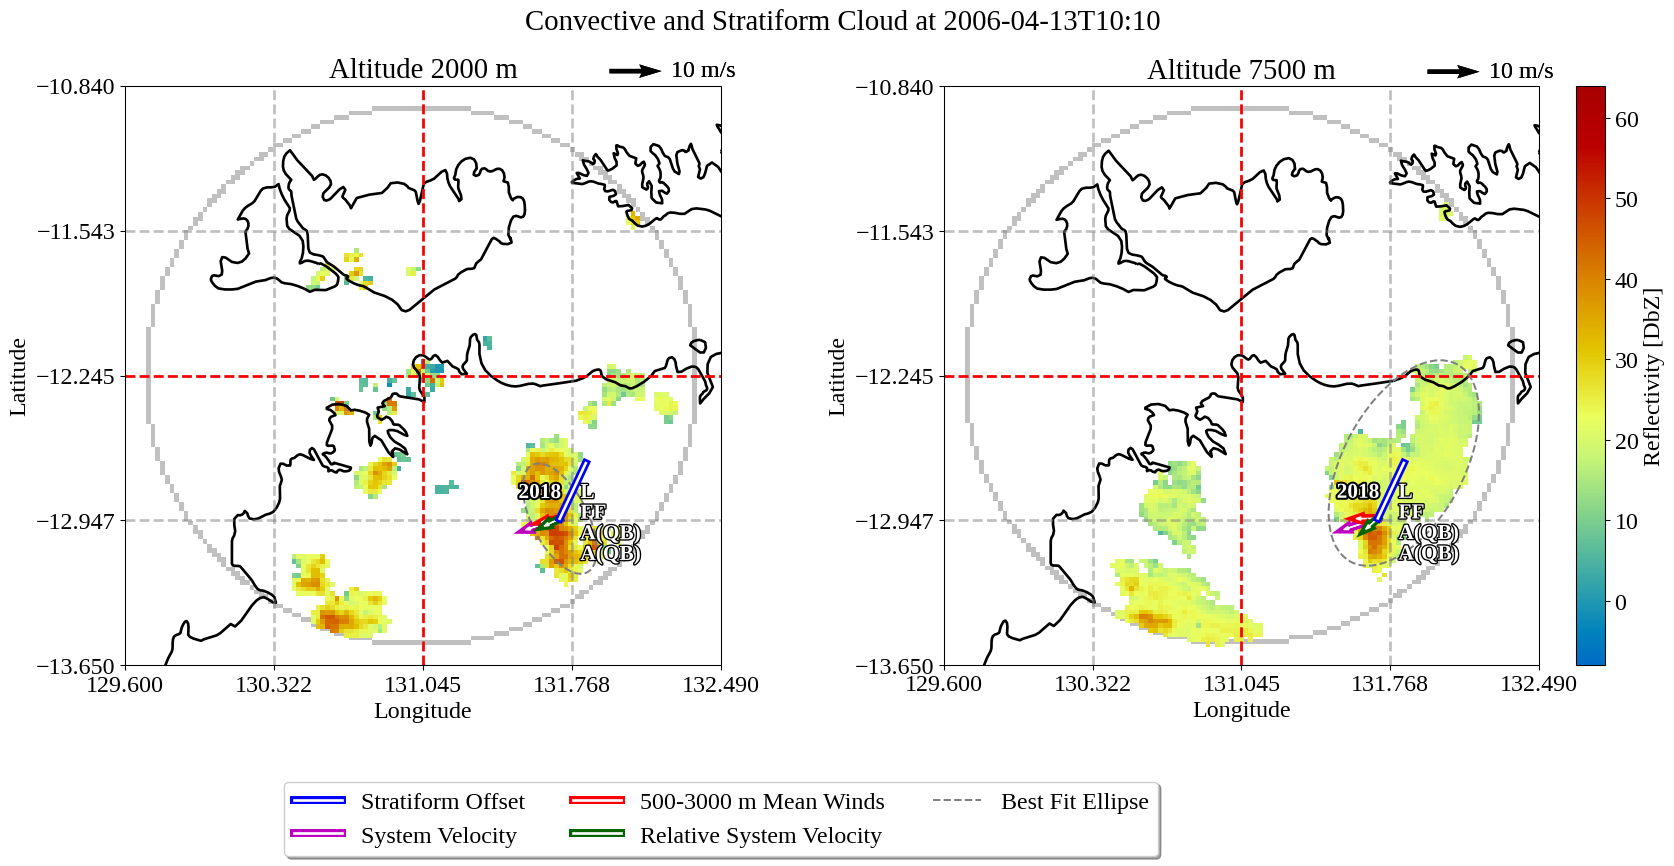 Convective and Stratiform Cloud at 2006-04-13T10:10
Altitude 2000 m
10 m/s
−10.840
−11.543
−12.245
−12.947
−13.650
Latitude
129.600
130.322
131.045
131.768
132.490
Longitude
2018
L
FF
A(QB)
A(QB)
Altitude 7500 m
10 m/s
−10.840
−11.543
−12.245
−12.947
−13.650
Latitude
129.600
130.322
131.045
131.768
132.490
Longitude
2018
L
FF
A(QB)
A(QB)
60
50
40
30
20
10
0
Reflectivity [DbZ]
Stratiform Offset
System Velocity
500-3000 m Mean Winds
Relative System Velocity
Best Fit Ellipse